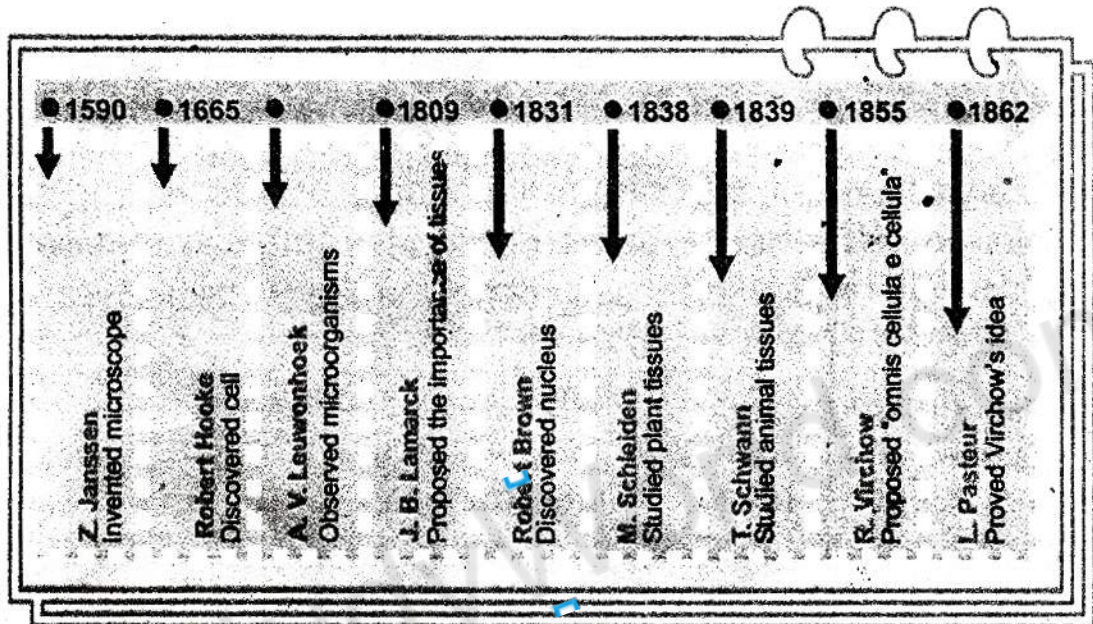 1590
1665
1809
1831
1838
1839
1855
1862
Z. Janssen
Invented microscope
Robert Hooke
Discovered cell
A. V. Leuwonhoek
Observed microorganisms
J. B. Lamarck
Proposed the importance of tissues
Robert Brown
Discovered nucleus
M. Schleiden
Studied plant tissues
T. Schwann
Studied animal tissues
R. Virchow
Proposed "omnis cellula e cellula"
L. Pasteur
Proved Virchow's idea